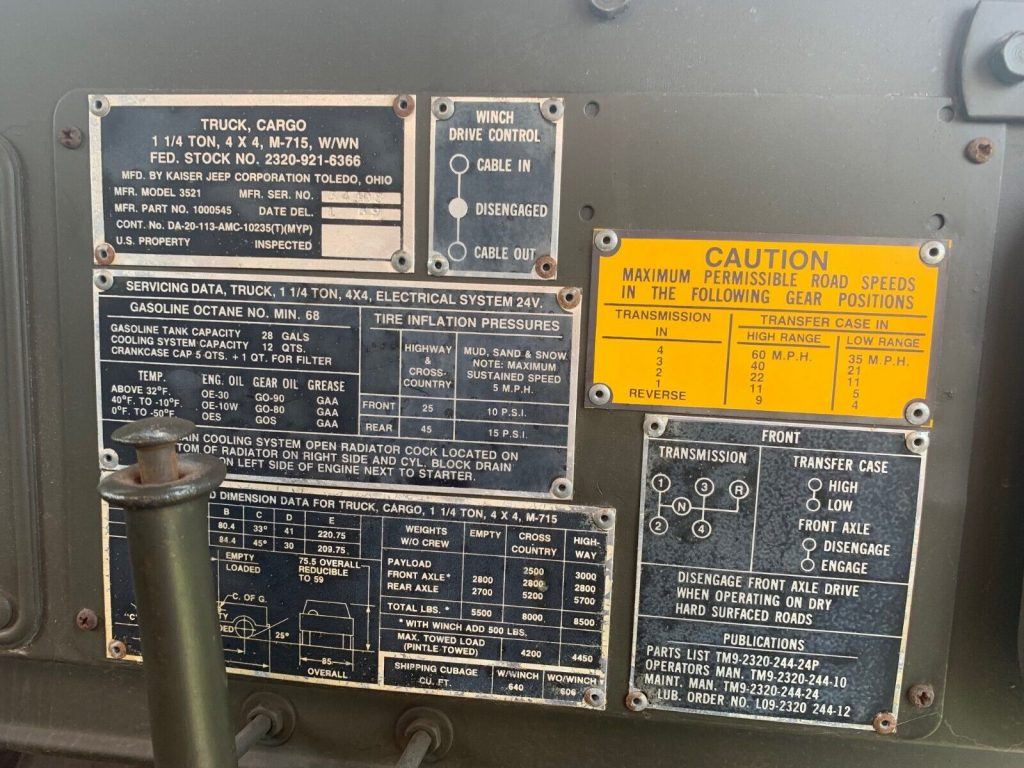 TRUCK, CARGO
1 1/4 TON, 4 X 4, M-715, W/WN
FED. STOCK NO. 2320-921-6366
MFD. BY KAISER JEEP CORPORATION TOLEDO, OHIO
MFR. MODEL 3521 MFR. SER. NO.
MFR. PART NO. 1000545 DATE DEL.
CONT. No. DA-20-113-AMC-10235(T)(MYP)
U.S. PROPERTY INSPECTED
WINCH
DRIVE CONTROL
CABLE IN
DISENGAGED
CABLE OUT
CAUTION
MAXIMUM PERMISSIBLE ROAD SPEEDS
IN THE FOLLOWING GEAR POSITIONS
TRANSMISSION IN TRANSFER CASE IN
HIGH RANGE LOW RANGE
4 60 M.P.H. 35 M.P.H.
3 40 21
2 22 11
1 11 5
REVERSE 9 4
SERVICING DATA, TRUCK, 1 1/4 TON, 4X4, ELECTRICAL SYSTEM 24V.
GASOLINE OCTANE NO. MIN. 68
GASOLINE TANK CAPACITY 28 GALS
COOLING SYSTEM CAPACITY 12 QTS.
CRANKCASE CAP 5 QTS. + 1 QT. FOR FILTER
TEMP. ENG. OIL GEAR OIL GREASE
ABOVE 32°F. OE-30 GO-90 GAA
40°F. TO -10°F. OE-10W GO-80 GAA
0°F. TO -50°F. OES GOS GAA
TIRE INFLATION PRESSURES
HIGHWAY & CROSS-COUNTRY
MUD, SAND & SNOW
NOTE: MAXIMUM
SUSTAINED SPEED
5 M.P.H.
FRONT 25 10 P.S.I.
REAR 45 15 P.S.I.
AIN COOLING SYSTEM OPEN RADIATOR COCK LOCATED ON
TOM OF RADIATOR ON RIGHT SIDE AND CYL. BLOCK DRAIN
ON LEFT SIDE OF ENGINE NEXT TO STARTER.
D DIMENSION DATA FOR TRUCK, CARGO, 1 1/4 TON, 4 X 4, M-715
B C D E
80.4 33° 41 220.75
84.4 45° 30 209.75
EMPTY
LOADED
75.5 OVERALL
REDUCIBLE
TO 59
C. OF G.
25°
85
OVERALL
WEIGHTS W/O CREW EMPTY CROSS COUNTRY HIGH-WAY
PAYLOAD 2500 3000
FRONT AXLE* 2800 2800 2800
REAR AXLE 2700 5200 5700
TOTAL LBS. * 5500 8000 8500
* WITH WINCH ADD 500 LBS.
MAX. TOWED LOAD
(PINTLE TOWED) 4200 4450
SHIPPING CUBAGE
CU. FT.
W/WINCH
640
WO/WINCH
606
FRONT
TRANSMISSION
1 3 R
N
2 4
TRANSFER CASE
HIGH
LOW
FRONT AXLE
DISENGAGE
ENGAGE
DISENGAGE FRONT AXLE DRIVE
WHEN OPERATING ON DRY
HARD SURFACED ROADS
PUBLICATIONS
PARTS LIST TM9-2320-244-24P
OPERATORS MAN. TM9-2320-244-10
MAINT. MAN. TM9-2320-244-24
LUB. ORDER NO. L09-2320 244-12